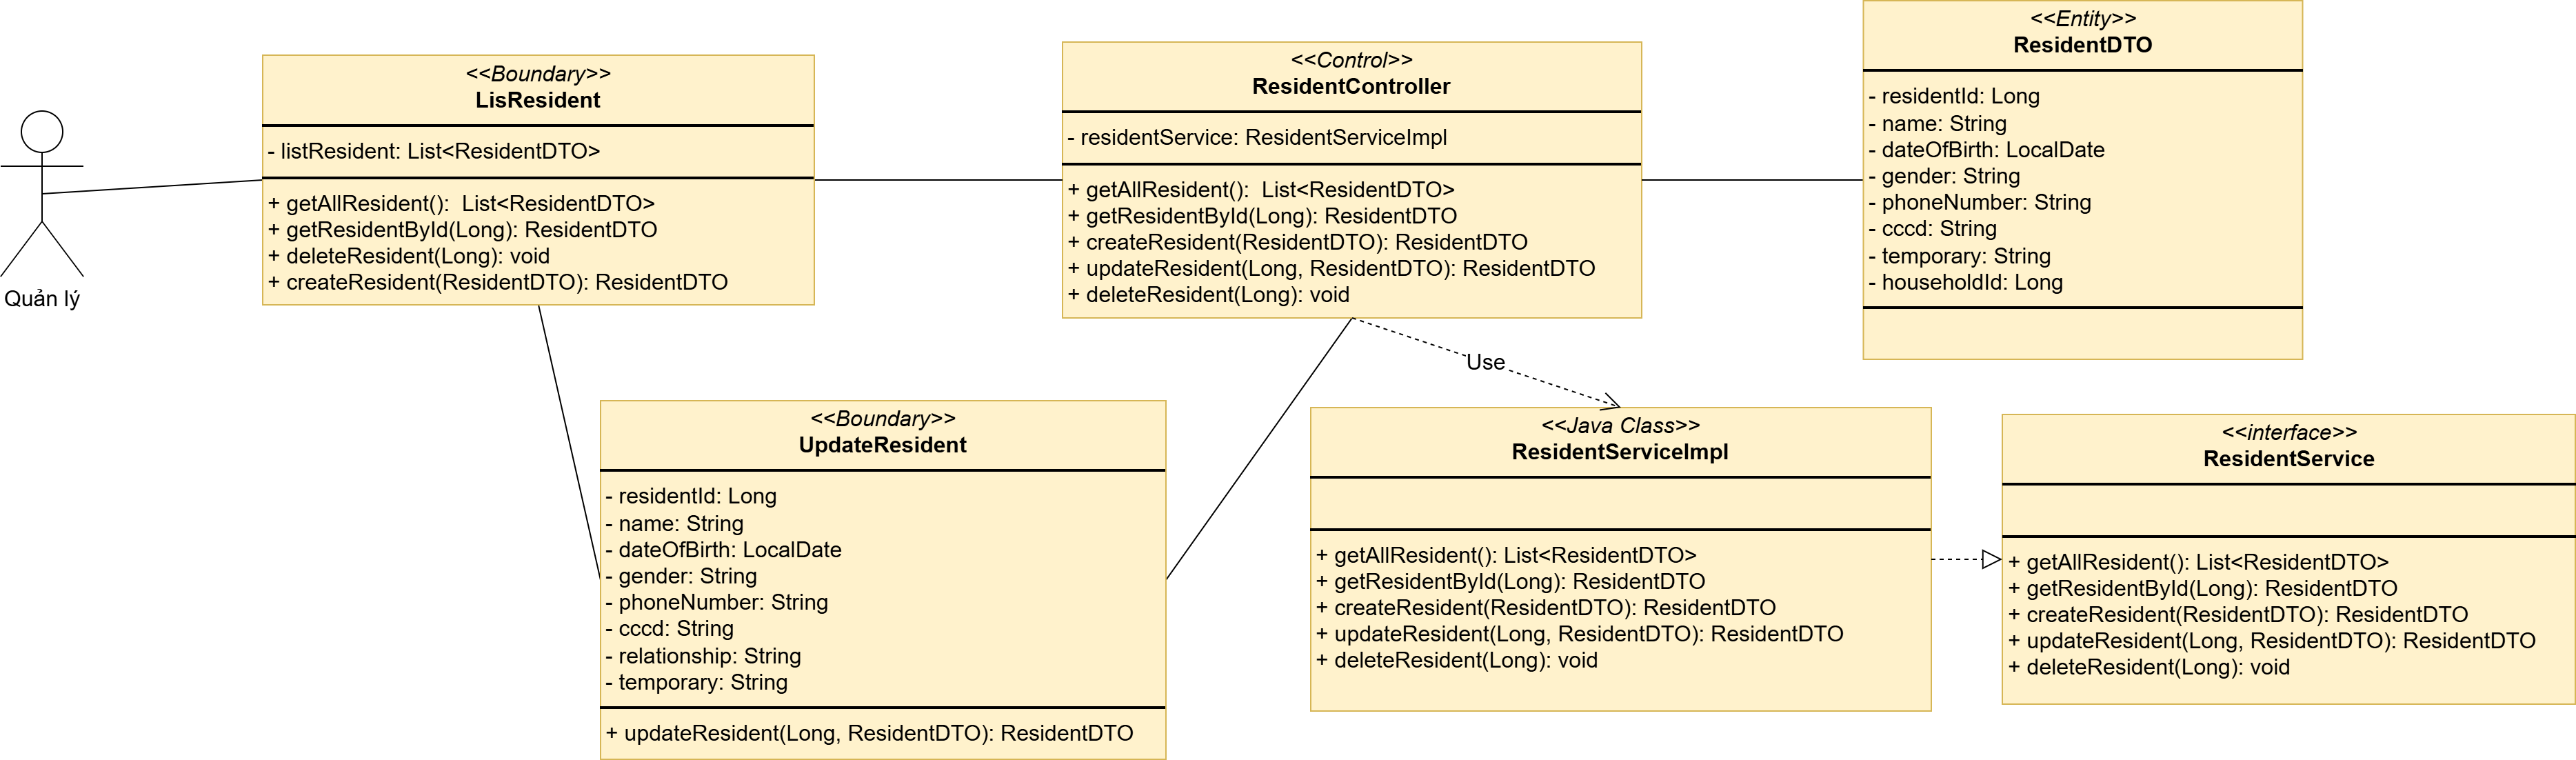 Quản lý
<<Boundary>>
LisResident
- listResident: List<ResidentDTO>
+ getAllResident():  List<ResidentDTO>
+ getResidentById(Long): ResidentDTO
+ deleteResident(Long): void
+ createResident(ResidentDTO): ResidentDTO
<<Control>>
ResidentController
- residentService: ResidentServiceImpl
+ getAllResident():  List<ResidentDTO>
+ getResidentById(Long): ResidentDTO
+ createResident(ResidentDTO): ResidentDTO
+ updateResident(Long, ResidentDTO): ResidentDTO
+ deleteResident(Long): void
<<Entity>>
ResidentDTO
- residentId: Long
- name: String
- dateOfBirth: LocalDate
- gender: String
- phoneNumber: String
- cccd: String
- temporary: String
- householdId: Long
Use
<<Boundary>>
UpdateResident
- residentId: Long
- name: String
- dateOfBirth: LocalDate
- gender: String
- phoneNumber: String
- cccd: String
- relationship: String
- temporary: String
+ updateResident(Long, ResidentDTO): ResidentDTO
<<Java Class>>
ResidentServiceImpl
+ getAllResident(): List<ResidentDTO>
+ getResidentById(Long): ResidentDTO
+ createResident(ResidentDTO): ResidentDTO
+ updateResident(Long, ResidentDTO): ResidentDTO
+ deleteResident(Long): void
<<interface>>
ResidentService
+ getAllResident(): List<ResidentDTO>
+ getResidentById(Long): ResidentDTO
+ createResident(ResidentDTO): ResidentDTO
+ updateResident(Long, ResidentDTO): ResidentDTO
+ deleteResident(Long): void